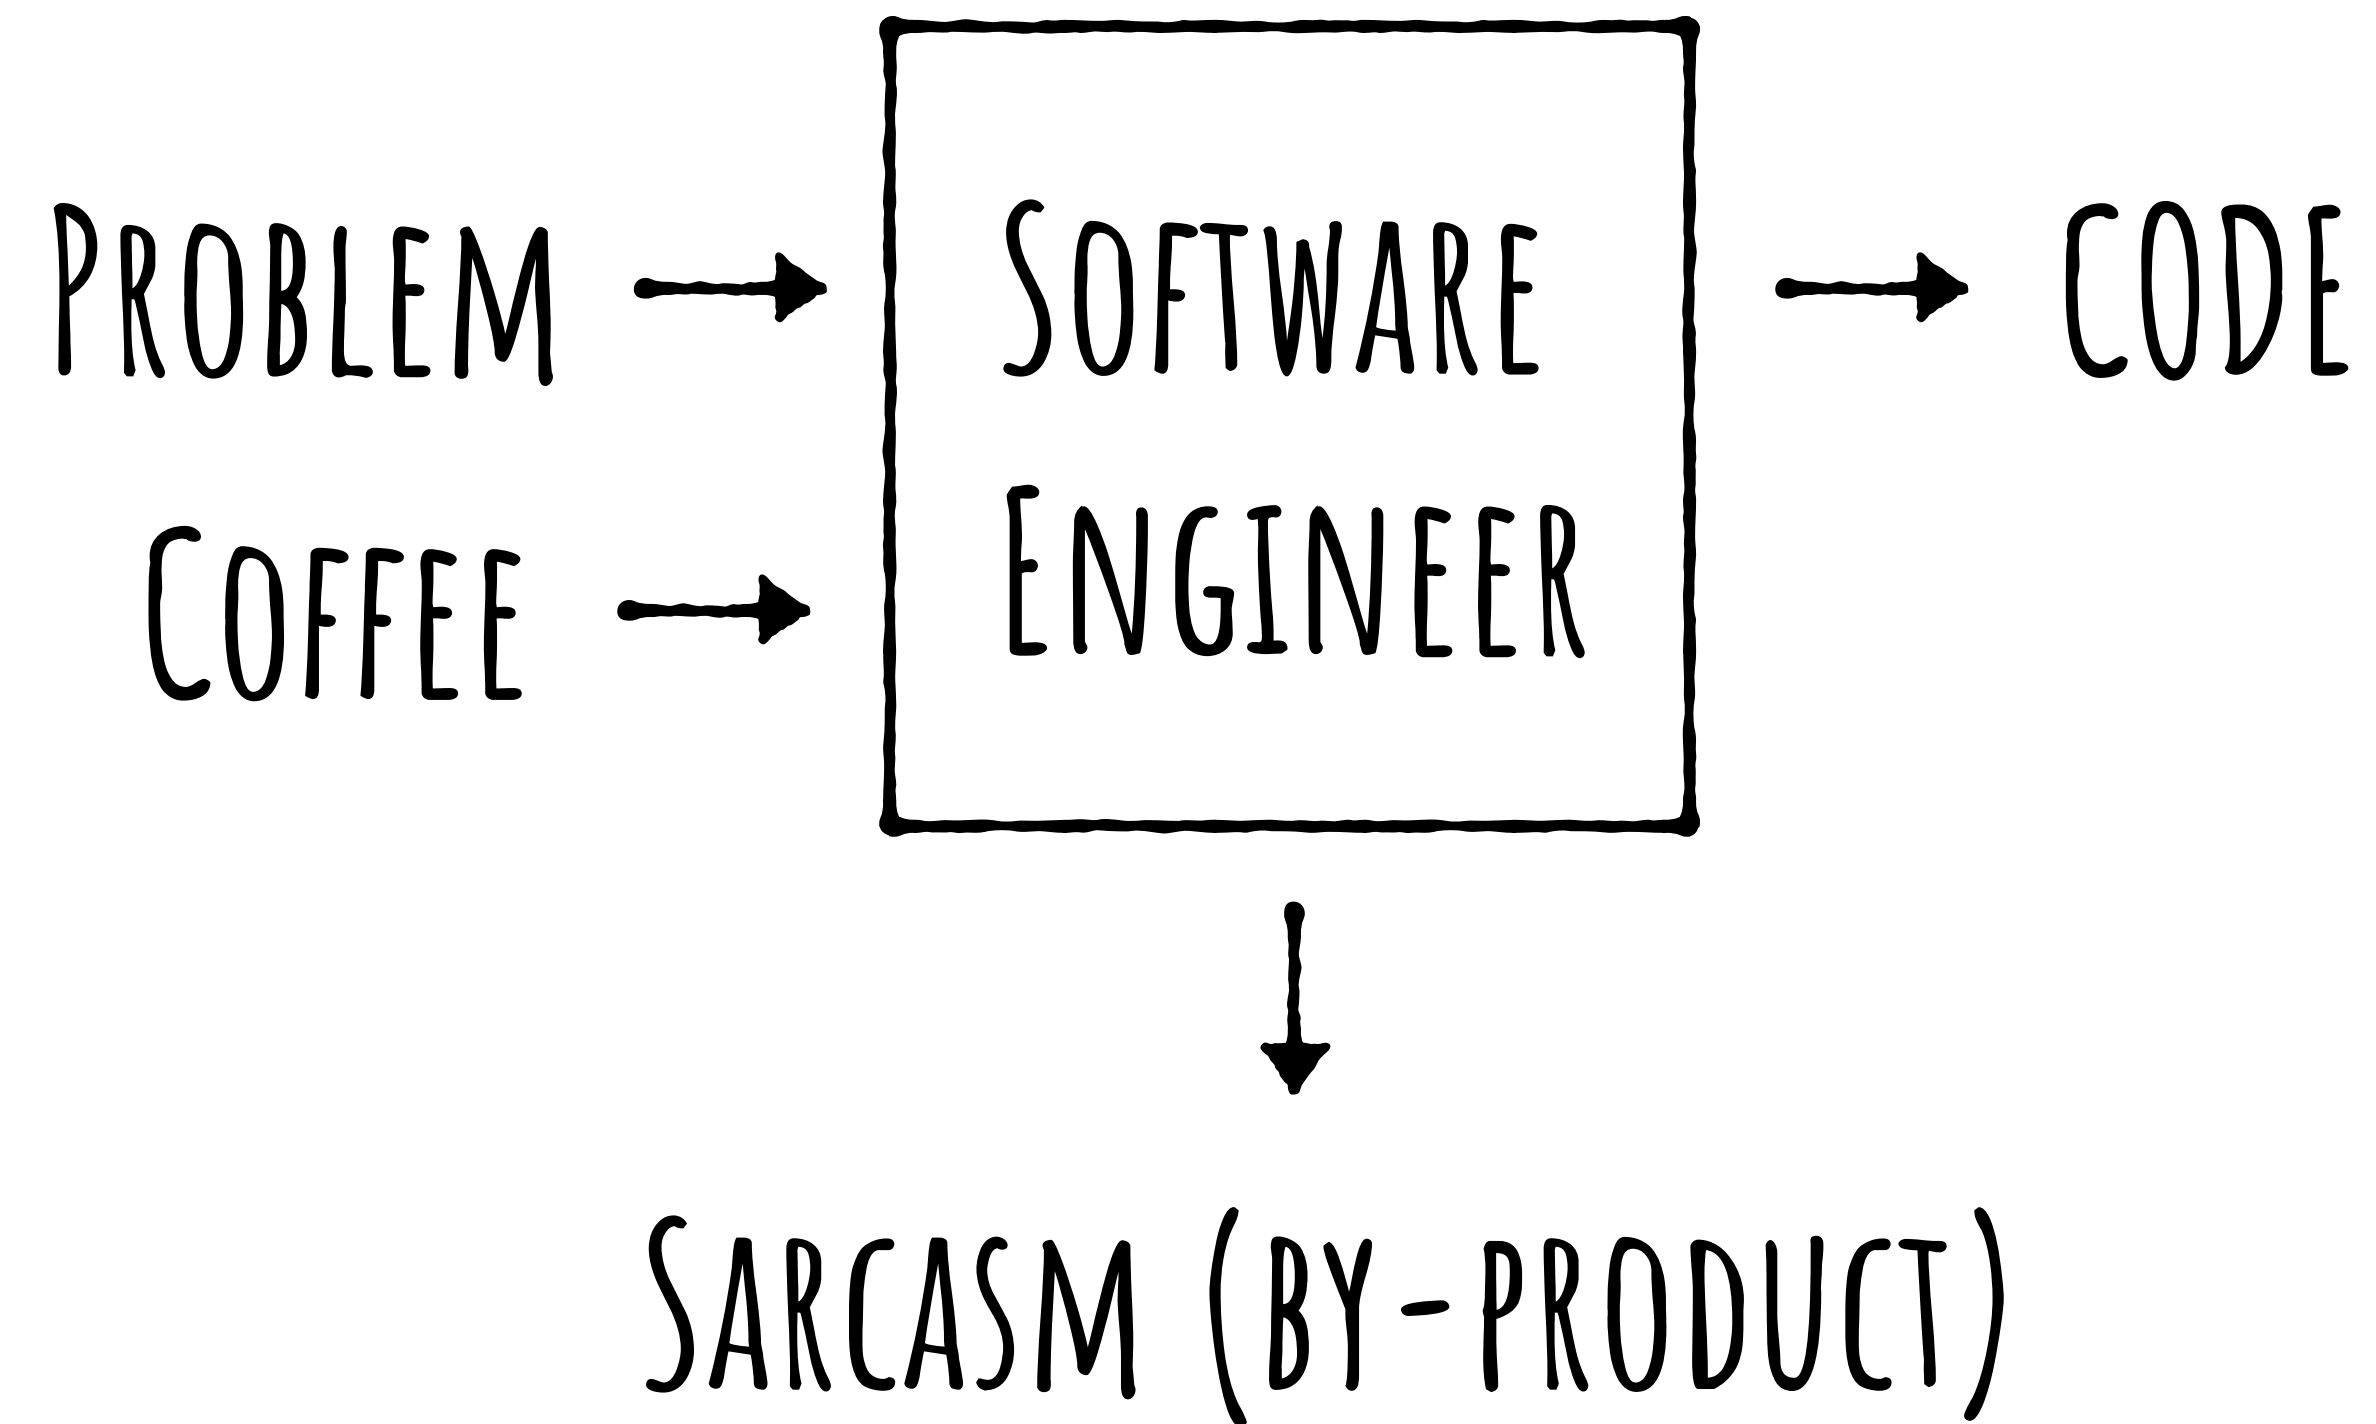 Problem
Software
Code
Coffee
Engineer
Sarcasm (by-product)